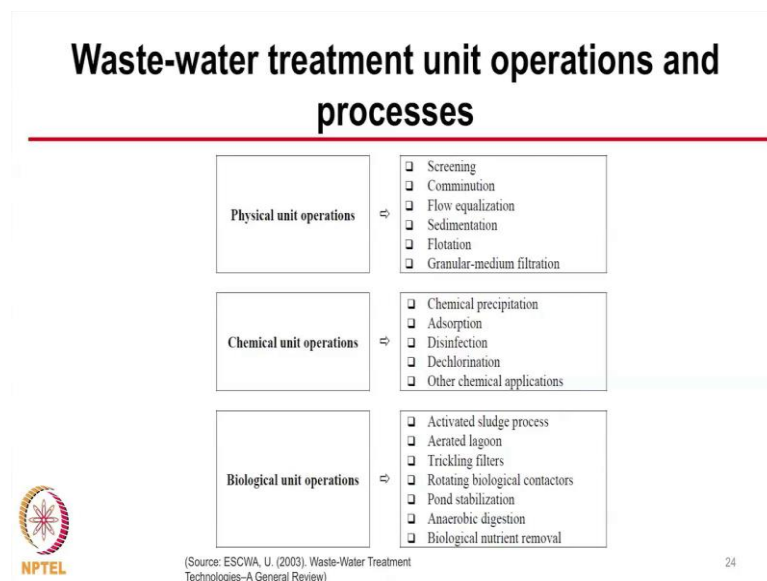 Waste-water treatment unit operations and
processes
Physical unit operations
Screening
Comminution
Flow equalization
Sedimentation
Flotation
Granular-medium filtration
Chemical unit operations
Chemical precipitation
Adsorption
Disinfection
Dechlorination
Other chemical applications
Biological unit operations
Activated sludge process
Aerated lagoon
Trickling filters
Rotating biological contactors
Pond stabilization
Anaerobic digestion
Biological nutrient removal
NPTEL
(Source: ESCWA, U. (2003). Waste-Water Treatment
Technologies–A General Review)
24